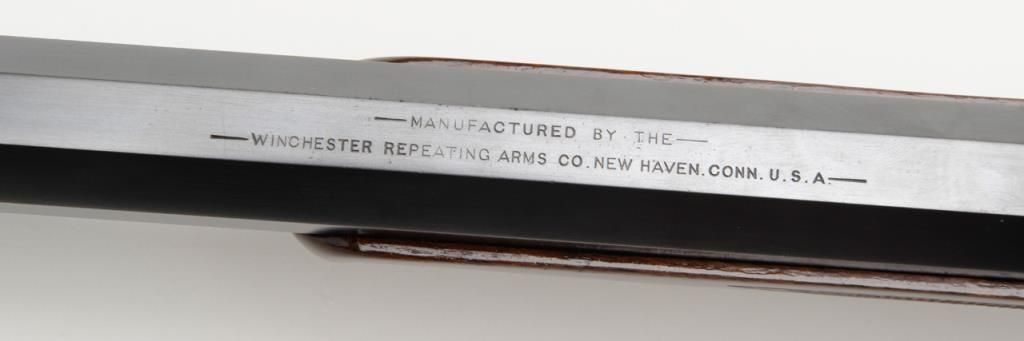 —MANUFACTURED BY THE—
—WINCHESTER REPEATING ARMS CO. NEW HAVEN. CONN. U. S. A.—